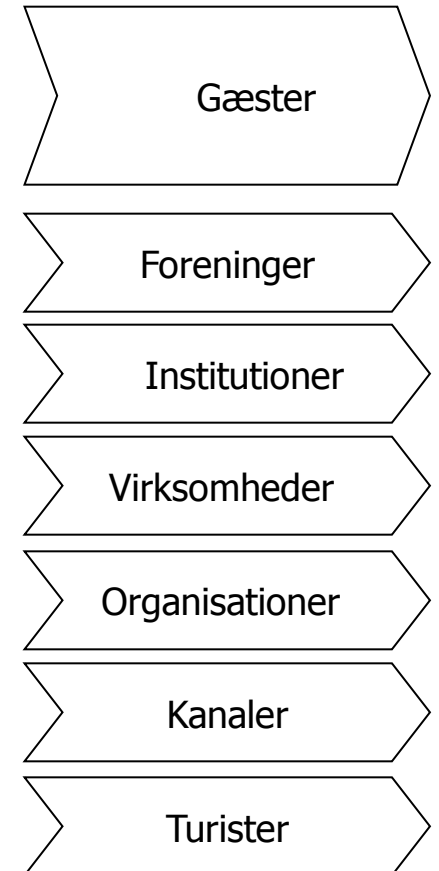 Gæster
Foreninger
Institutioner
Virksomheder
Organisationer
Kanaler
Turister